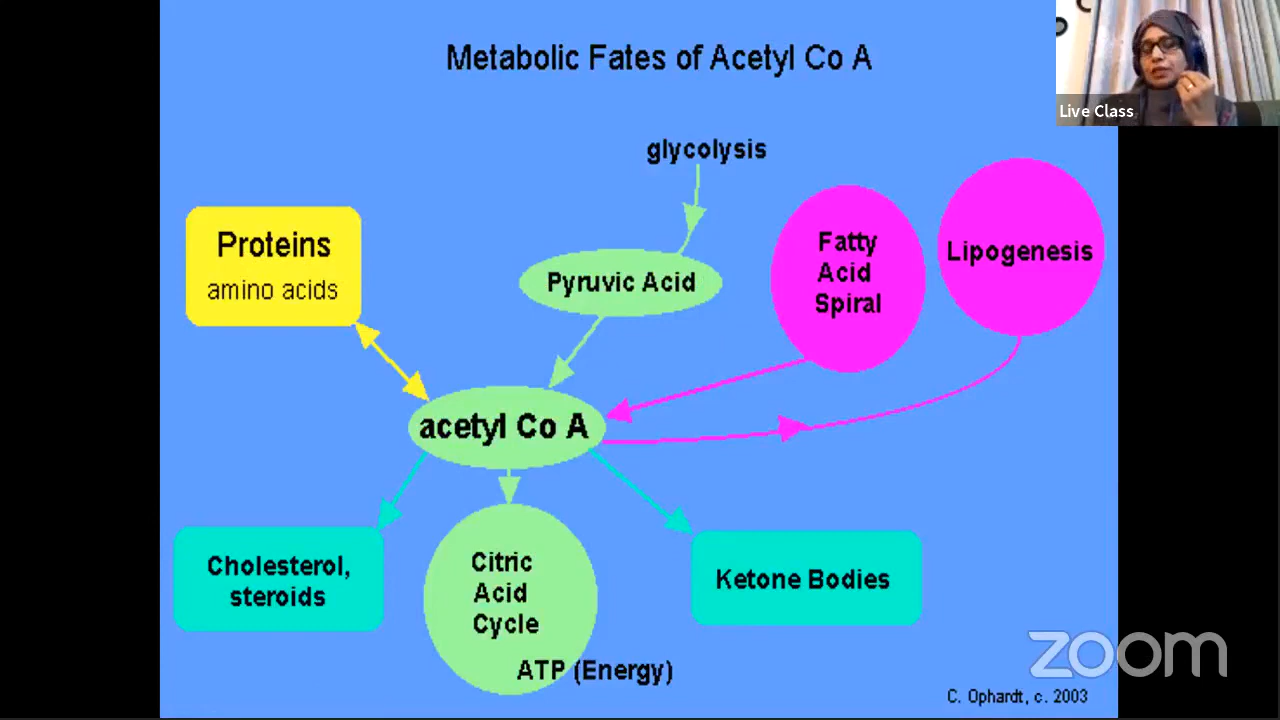 Metabolic Fates of Acetyl Co A
Live Class
glycolysis
Proteins
amino acids
Pyruvic Acid
Fatty
Acid
Spiral
Lipogenesis
acetyl Co A
Cholesterol,
steroids
Citric
Acid
Cycle
ATP (Energy)
Ketone Bodies
zoom
C. Ophardt, c. 2003